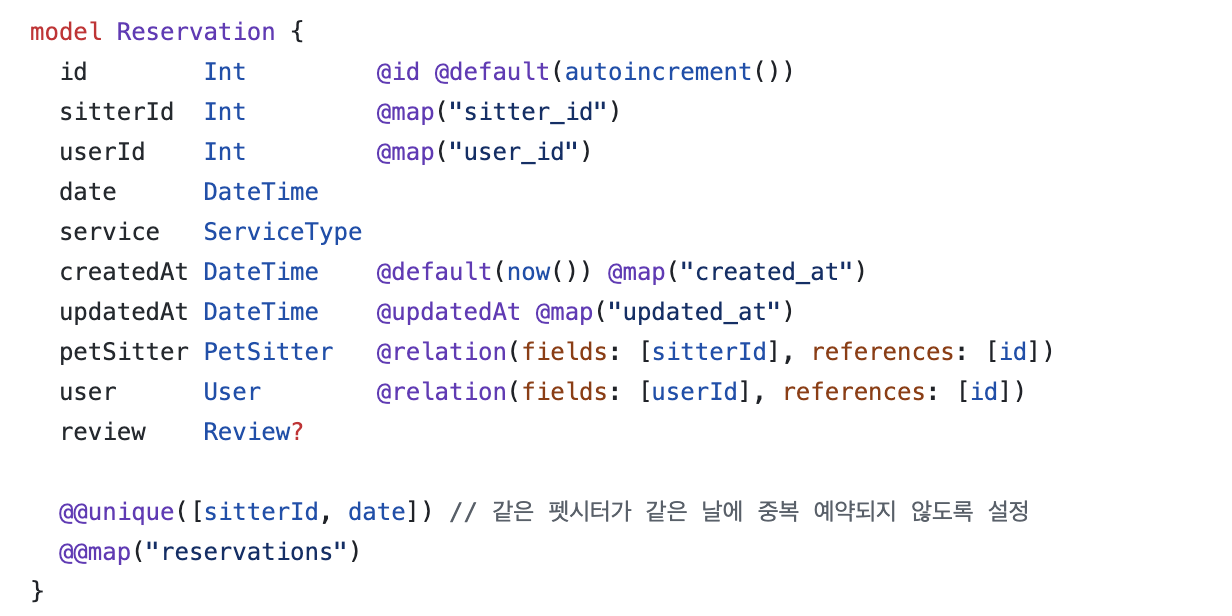 model Reservation {
  id        Int         @id @default(autoincrement())
  sitterId  Int         @map("sitter_id")
  userId    Int         @map("user_id")
  date      DateTime
  service   ServiceType
  createdAt DateTime    @default(now()) @map("created_at")
  updatedAt DateTime    @updatedAt @map("updated_at")
  petSitter PetSitter   @relation(fields: [sitterId], references: [id])
  user      User        @relation(fields: [userId], references: [id])
  review    Review?

  @@unique([sitterId, date]) // 같은 펫시터가 같은 날에 중복 예약되지 않도록 설정
  @@map("reservations")
}